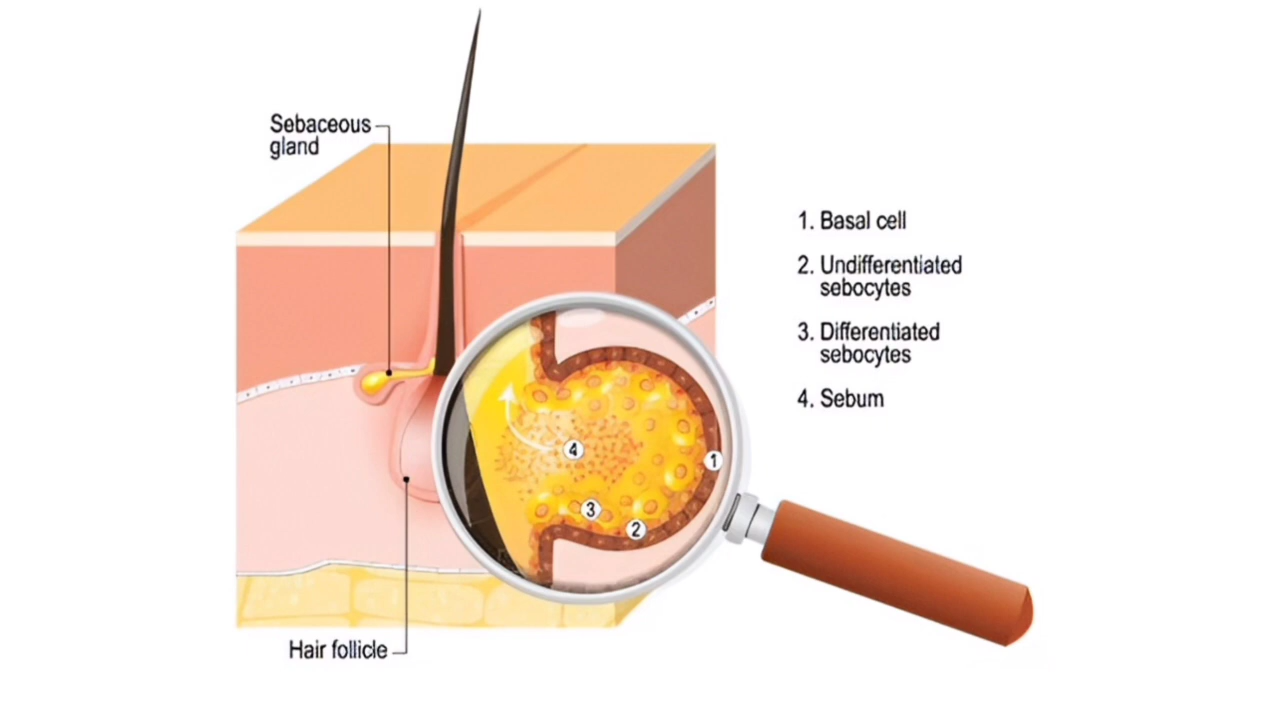 Sebaceous
gland
1. Basal cell
2. Undifferentiated
sebocytes
3. Differentiated
sebocytes
4. Sebum
4
1
3
2
Hair follicle